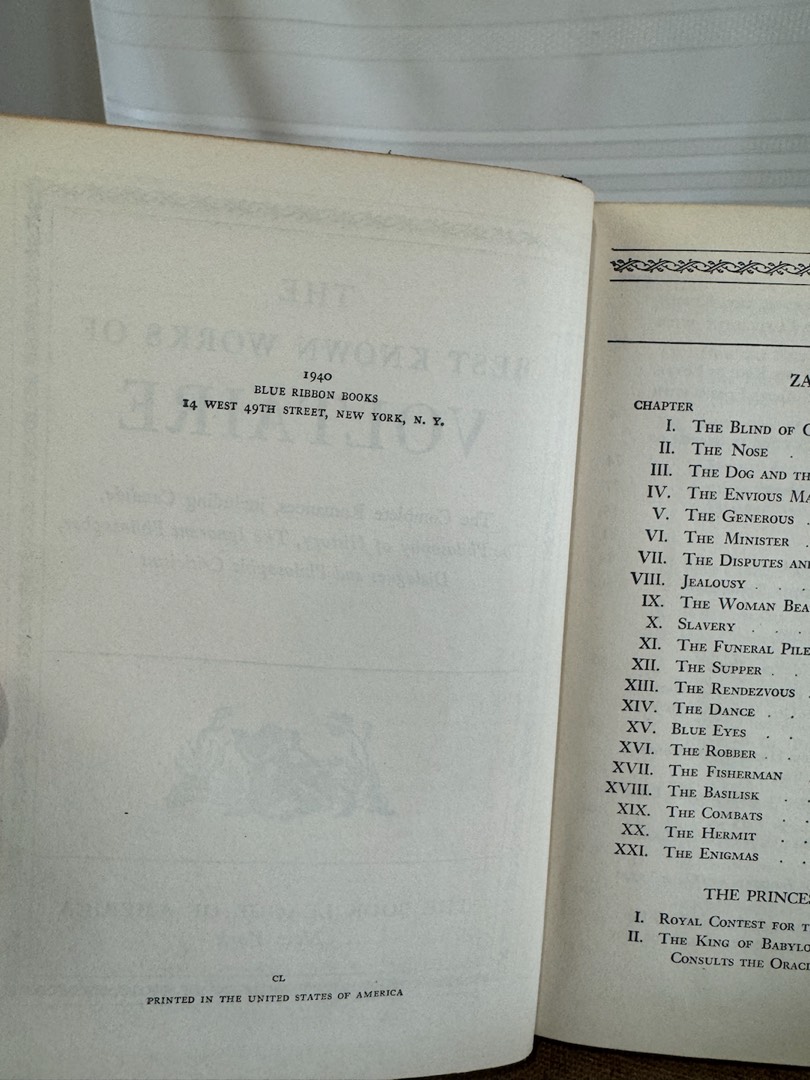 1940
BLUE RIBBON BOOKS
14 WEST 49TH STREET, NEW YORK, N. Y.
CL
PRINTED IN THE UNITED STATES OF AMERICA
ZA
CHAPTER
I. THE BLIND OF
II. THE NOSE .
III. THE DOG AND TH
IV. THE ENVIOUS MA
V. THE GENEROUS .
VI. THE MINISTER .
VII. THE DISPUTES AN
VIII. JEALOUSY . . .
IX. THE WOMAN BEA
X. SLAVERY . . .
XI. THE FUNERAL PILE
XII. THE SUPPER . .
XIII. THE RENDEZVOUS .
XIV. THE DANCE . .
XV. BLUE EYES . .
XVI. THE ROBBER . .
XVII. THE FISHERMAN
XVIII. THE BASILISK . .
XIX. THE COMBATS . .
XX. THE HERMIT . .
XXI. THE ENIGMAS . .
THE PRINCE
I. ROYAL CONTEST FOR T
II. THE KING OF BABYLO
CONSULTS THE ORAC